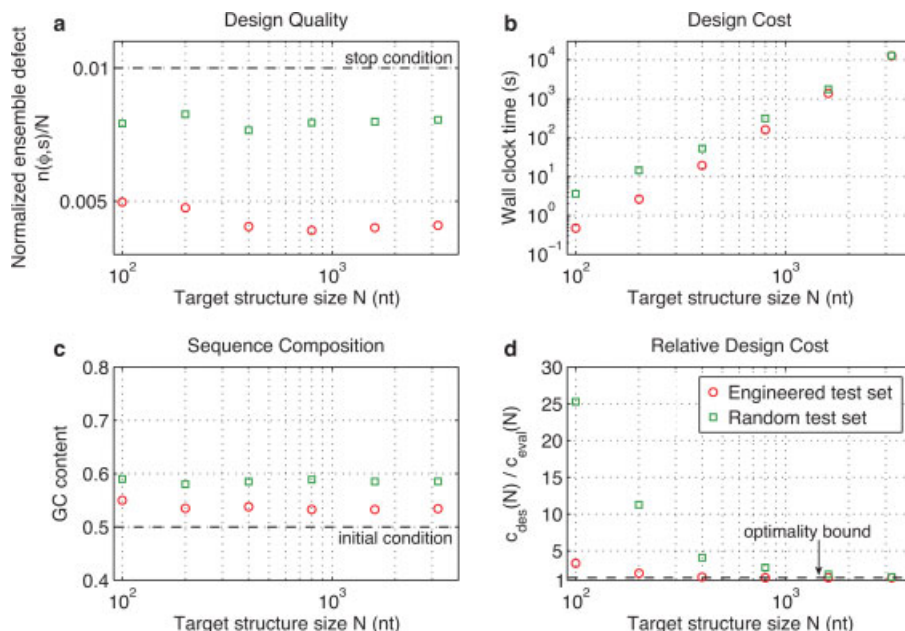 a Design Quality
Normalized ensemble defect
n(ϕ,s)/N
0.01
0.005
stop condition
10²
10³
Target structure size N (nt)
b Design Cost
Wall clock time (s)
10⁴
10³
10²
10¹
10⁰
10⁻¹
10²
10³
Target structure size N (nt)
c Sequence Composition
GC content
0.8
0.7
0.6
0.5
0.4
initial condition
10²
10³
Target structure size N (nt)
d Relative Design Cost
c_des(N) / c_eval(N)
30
25
20
15
10
5
1
Engineered test set
Random test set
optimality bound
10²
10³
Target structure size N (nt)